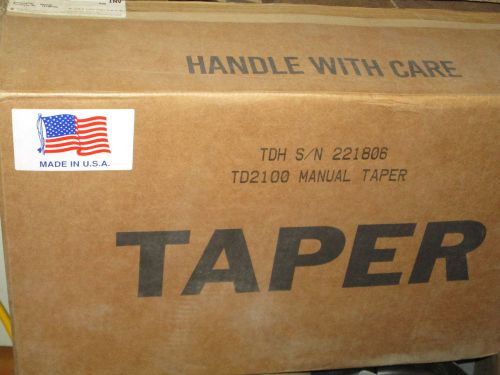 HANDLE WITH CARE
MADE IN U.S.A.
TDH S/N 221806
TD2100 MANUAL TAPER
TAPER